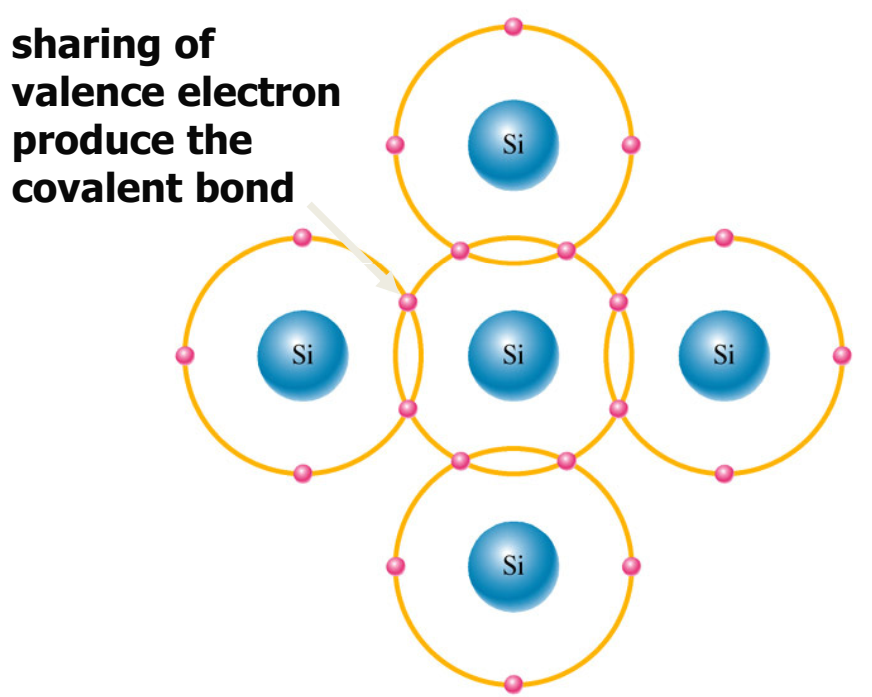 sharing of
valence electron
produce the
covalent bond
Si
Si
Si
Si
Si